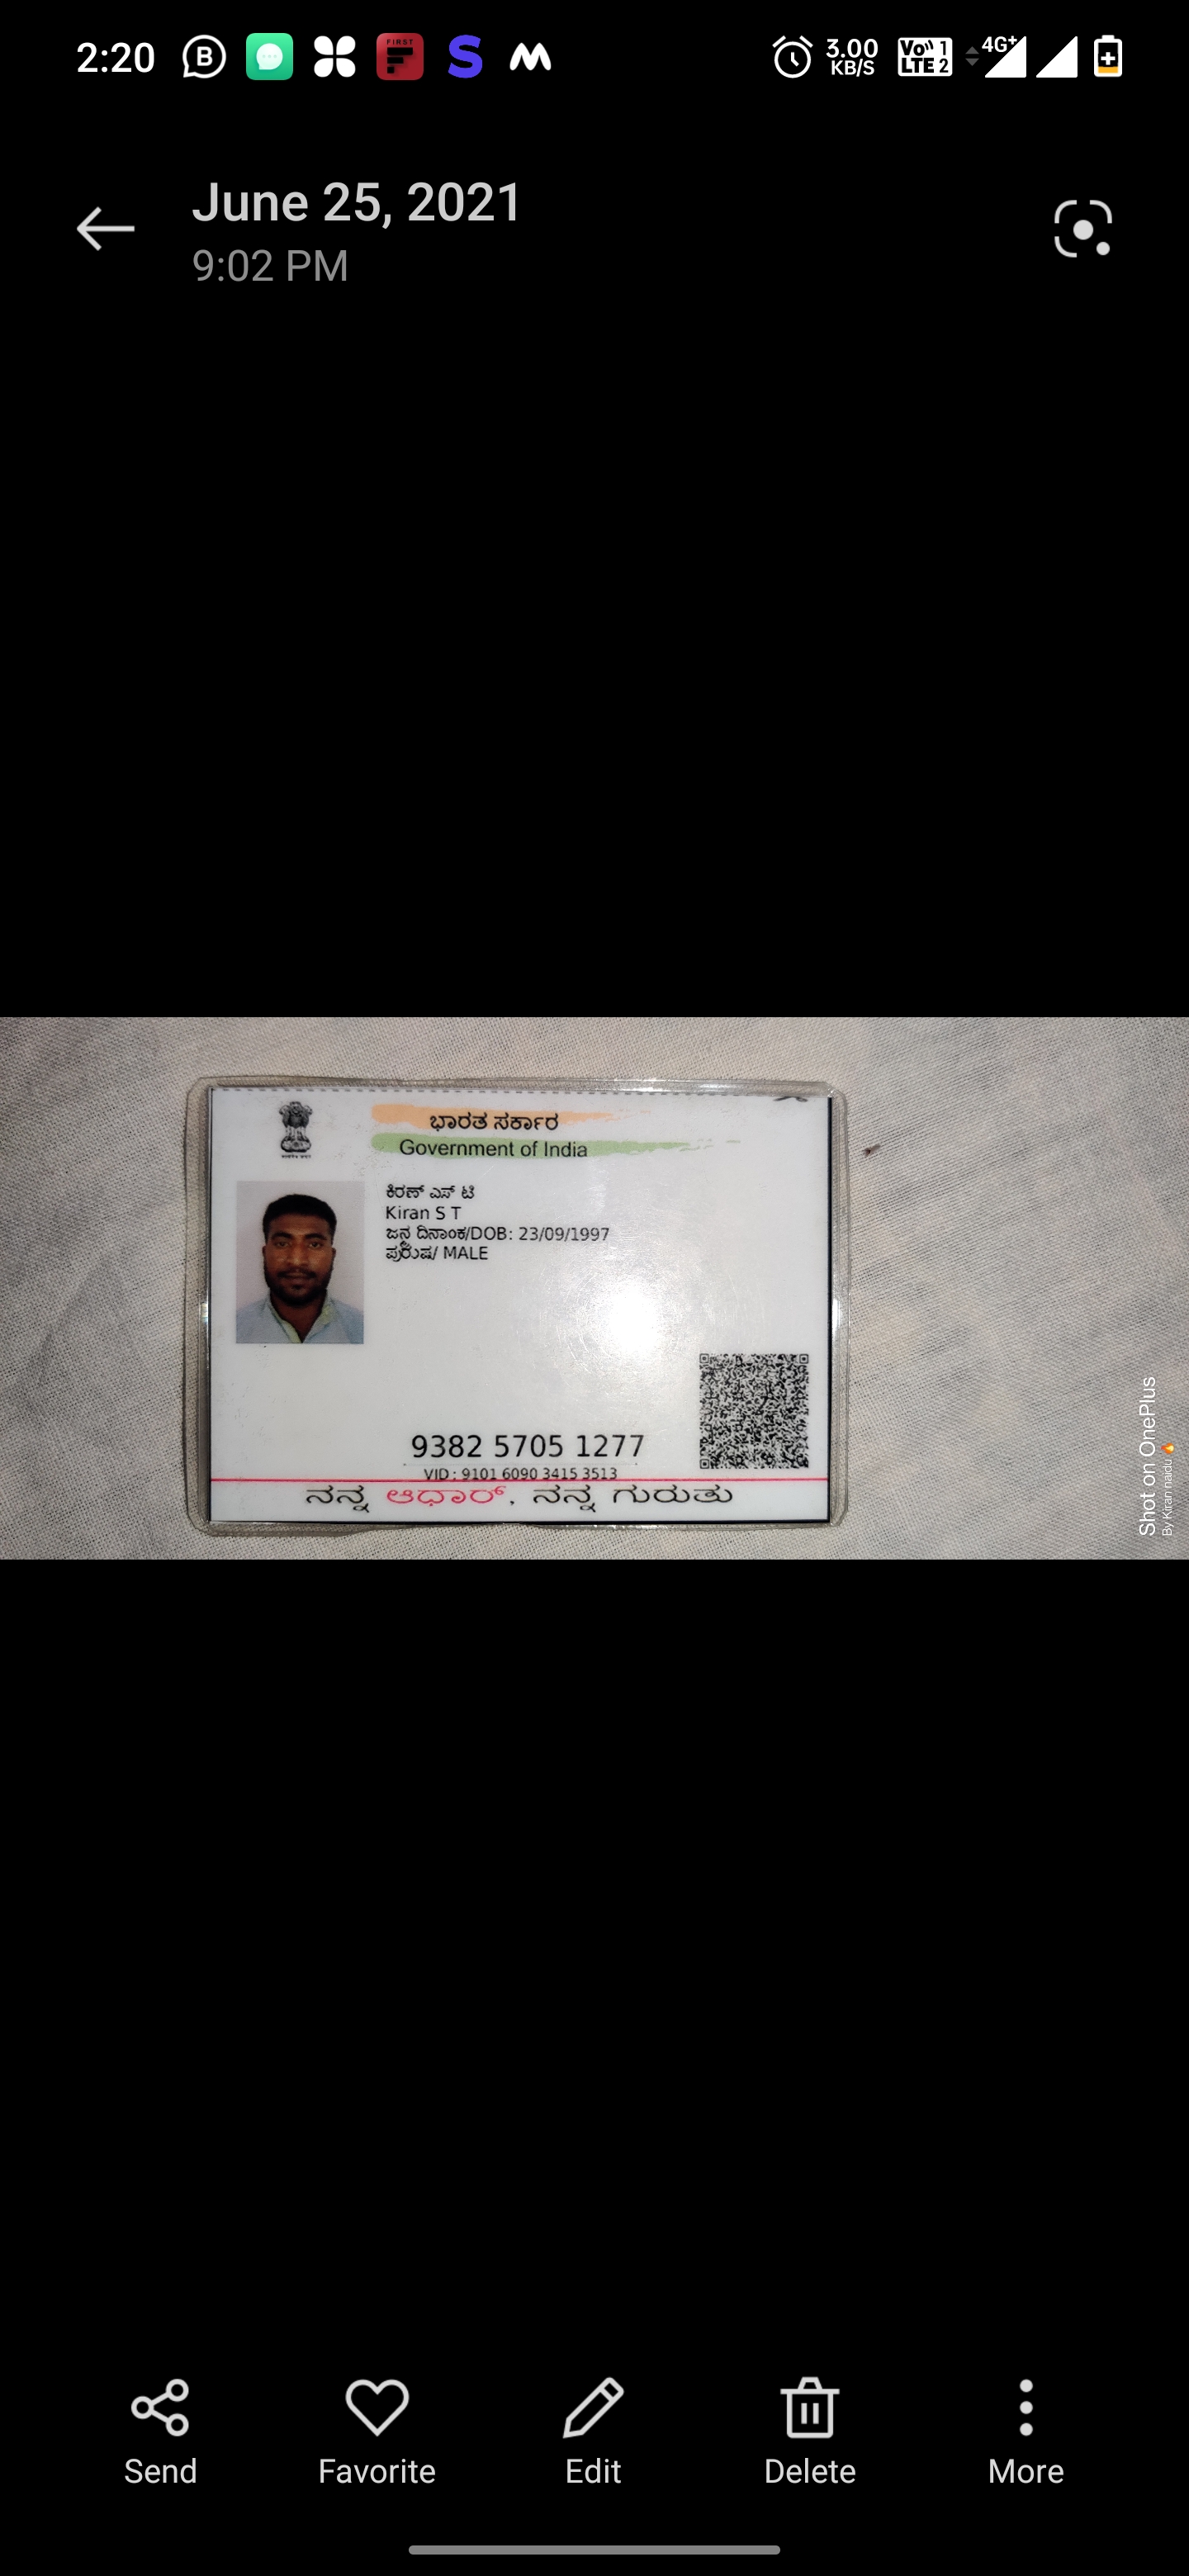 2:20
3.00
KB/S
Vo 1
LTE 2
4G+
June 25, 2021
9:02 PM
ಭಾರತ ಸರ್ಕಾರ
Government of India
ಕಿರಣ್ ಎಸ್ ಟಿ
Kiran S T
ಜನ್ಮ ದಿನಾಂಕ/DOB: 23/09/1997
ಪುರುಷ/ MALE
9382 5705 1277
VID : 9101 6090 3415 3513
ನನ್ನ ಆಧಾರ್, ನನ್ನ ಗುರುತು
Shot on OnePlus
By Kiran naidu
Send
Favorite
Edit
Delete
More